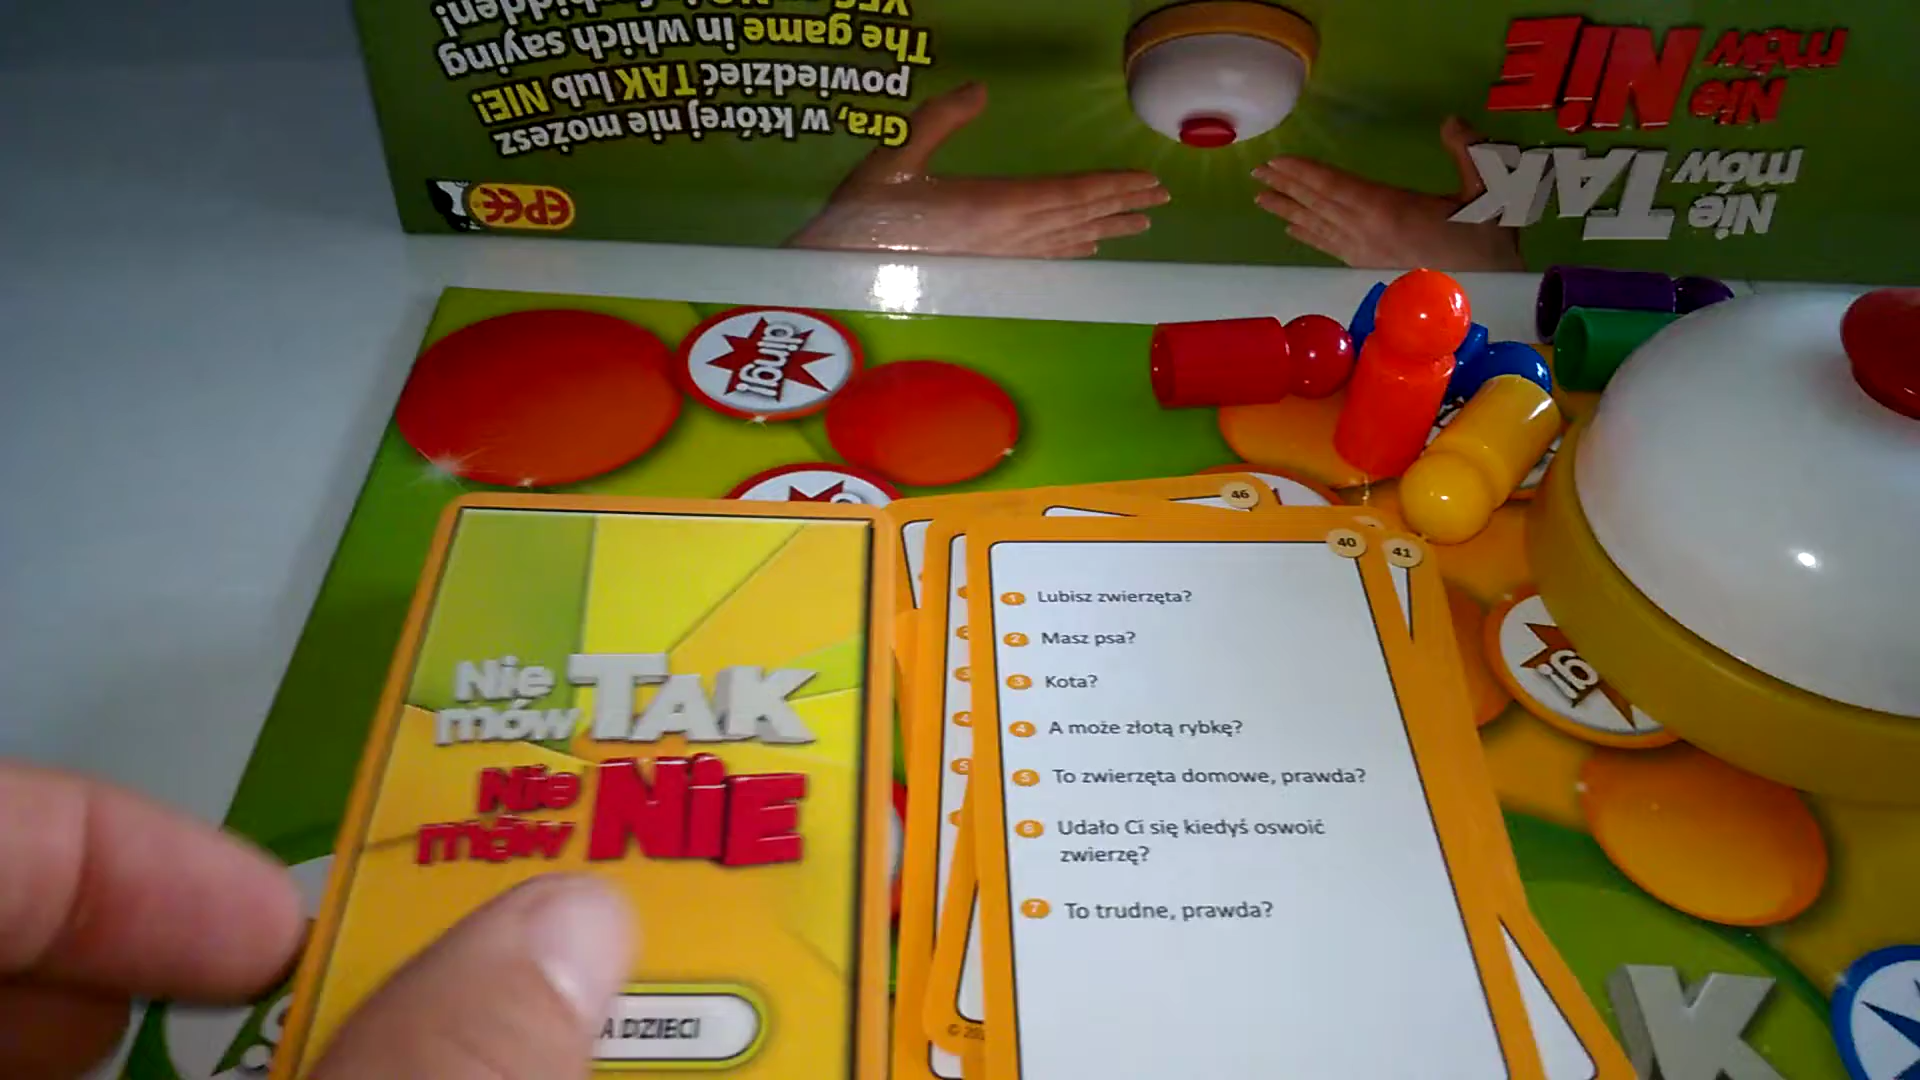 Gra, w której nie możesz
powiedzieć TAK lub NIE!
The game in which saying
Nie
mów TAK
Nie
mów NIE
EPEE
ding!
46
40
41
1 Lubisz zwierzęta?
2 Masz psa?
3 Kota?
4 A może złotą rybkę?
5 To zwierzęta domowe, prawda?
6 Udało Ci się kiedyś oswoić
zwierzę?
7 To trudne, prawda?
Nie
mów TAK
Nie
mów NIE
DZIECI
K